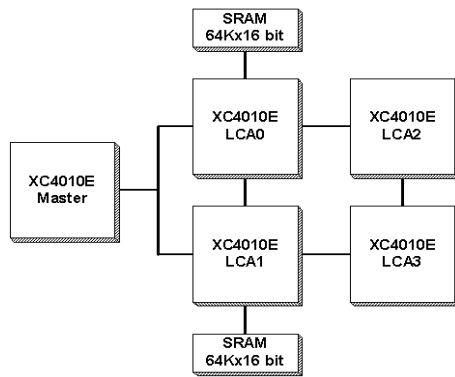 SRAM
64Kx16 bit
XC4010E
LCA0
XC4010E
LCA2
XC4010E
Master
XC4010E
LCA1
XC4010E
LCA3
SRAM
64Kx16 bit